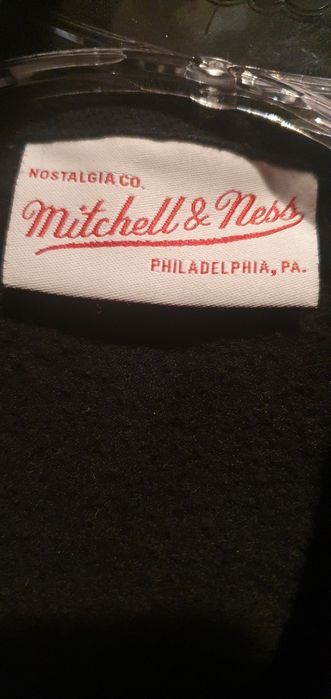 NOSTALGIA CO.
Mitchell & Ness
PHILADELPHIA, PA.